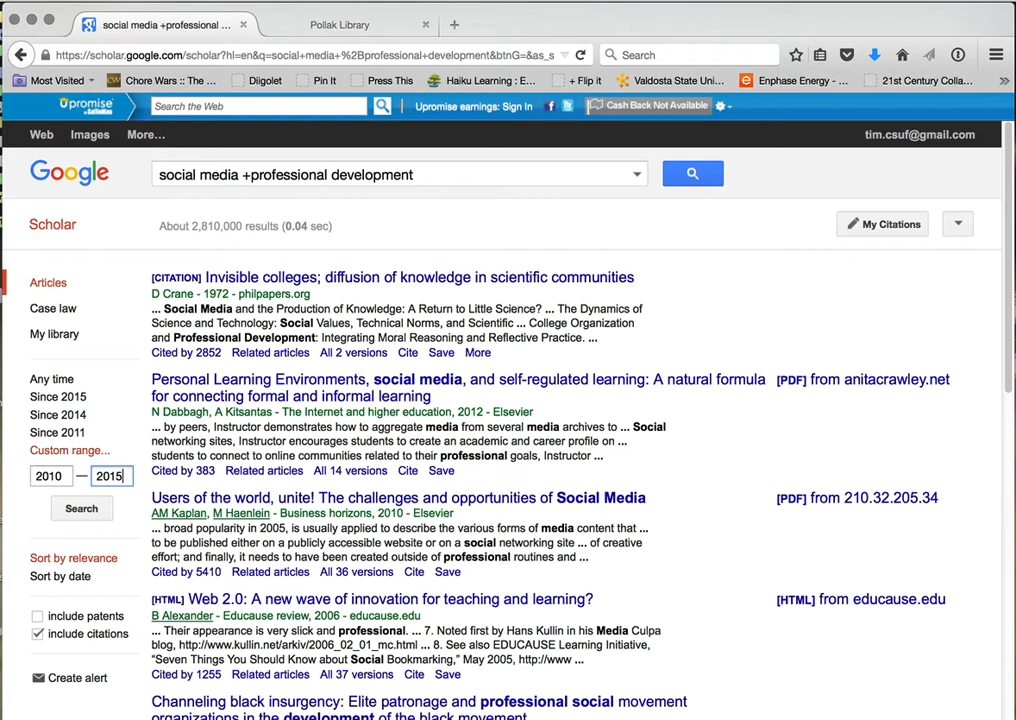 social media +professional ...
Pollak Library
https://scholar.google.com/scholar?hl=en&q=social+media+%2Bprofessional+development&btnG=&as_s
Search
Most Visited
Chore Wars :: The ...
Diigolet
Pin It
Press This
Haiku Learning : E...
+ Flip it
Valdosta State Uni...
Enphase Energy - ...
21st Century Colla...
Upromise
by SallieMae
Search the Web
Upromise earnings: Sign In
Cash Back Not Available
Web Images More...
tim.csuf@gmail.com
Google
social media +professional development
Scholar
About 2,810,000 results (0.04 sec)
My Citations
Articles
Case law
My library
Any time
Since 2015
Since 2014
Since 2011
Custom range...
2010 — 2015
Search
Sort by relevance
Sort by date
include patents
include citations
Create alert
[CITATION] Invisible colleges; diffusion of knowledge in scientific communities
D Crane - 1972 - philpapers.org
... Social Media and the Production of Knowledge: A Return to Little Science? ... The Dynamics of
Science and Technology: Social Values, Technical Norms, and Scientific ... College Organization
and Professional Development: Integrating Moral Reasoning and Reflective Practice. ...
Cited by 2852 Related articles All 2 versions Cite Save More
Personal Learning Environments, social media, and self-regulated learning: A natural formula
for connecting formal and informal learning
[PDF] from anitacrawley.net
N Dabbagh, A Kitsantas - The Internet and higher education, 2012 - Elsevier
... by peers, Instructor demonstrates how to aggregate media from several media archives to ... Social
networking sites, Instructor encourages students to create an academic and career profile on ...
students to connect to online communities related to their professional goals, Instructor ...
Cited by 383 Related articles All 14 versions Cite Save
Users of the world, unite! The challenges and opportunities of Social Media
[PDF] from 210.32.205.34
AM Kaplan, M Haenlein - Business horizons, 2010 - Elsevier
... broad popularity in 2005, is usually applied to describe the various forms of media content that ...
to be published either on a publicly accessible website or on a social networking site ... of creative
effort; and finally, it needs to have been created outside of professional routines and ...
Cited by 5410 Related articles All 36 versions Cite Save
[HTML] Web 2.0: A new wave of innovation for teaching and learning?
[HTML] from educause.edu
B Alexander - Educause review, 2006 - educause.edu
... Their appearance is very slick and professional. ... 7. Noted first by Hans Kullin in his Media Culpa
blog, http://www.kullin.net/arkiv/2006_02_01_mc.html ... 8. See also EDUCAUSE Learning Initiative,
“Seven Things You Should Know about Social Bookmarking,” May 2005, http://www ...
Cited by 1255 Related articles All 37 versions Cite Save
Channeling black insurgency: Elite patronage and professional social movement
organizations in the development of the black movement